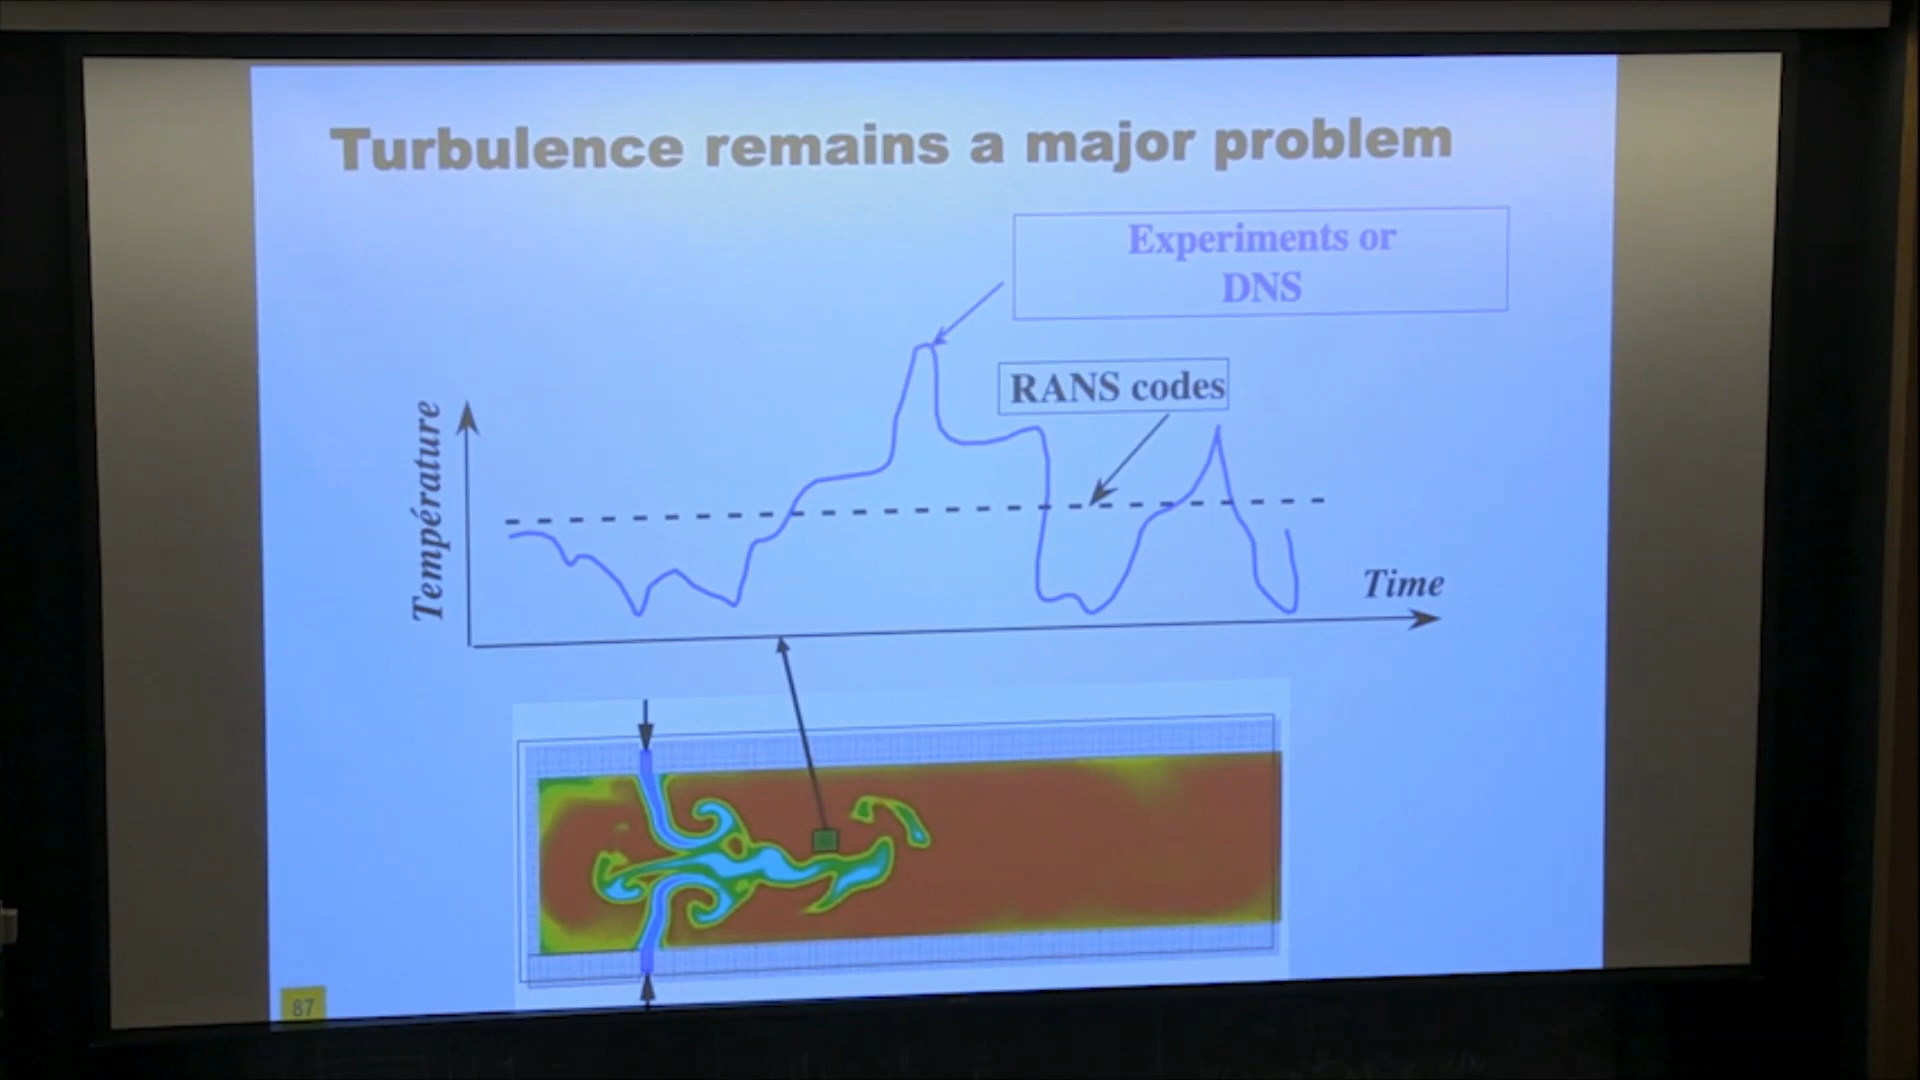 Turbulence remains a major problem
Experiments or
DNS
RANS codes
Température
Time
87